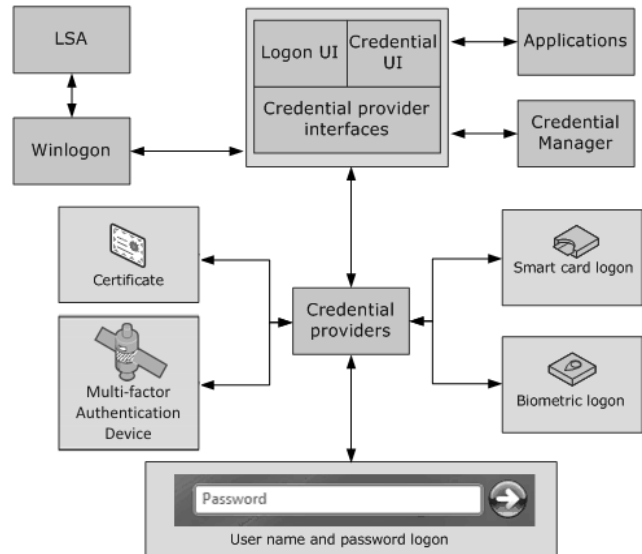 LSA
Winlogon
Logon UI
Credential
UI
Credential provider
interfaces
Applications
Credential
Manager
Certificate
Multi-factor
Authentication
Device
Credential
providers
Smart card logon
Biometric logon
Password
User name and password logon